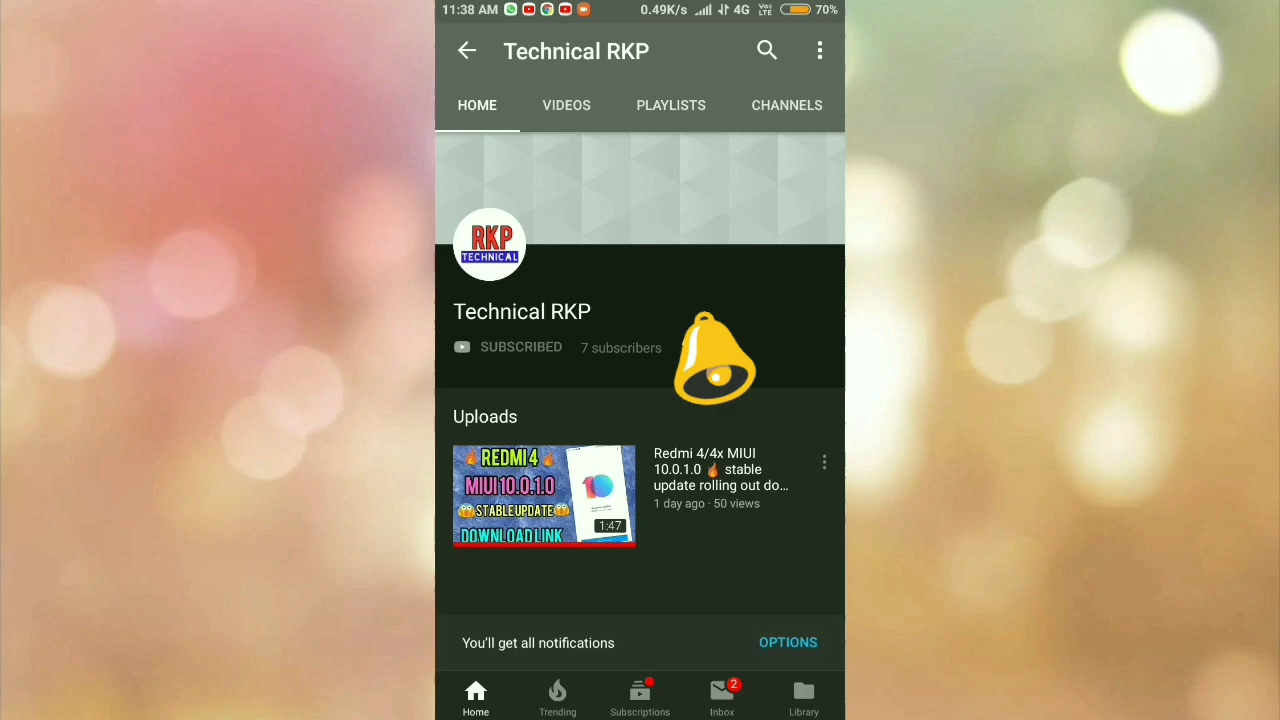 11:38 AM 0.49K/s 4G Vo LTE 70%
Technical RKP
HOME VIDEOS PLAYLISTS CHANNELS
RKP
TECHNICAL
Technical RKP
SUBSCRIBED 7 subscribers
Uploads
🔥 REDMI 4 🔥
MIUI 10.0.1.0
😱 STABLE UPDATE 😱
DOWNLOAD LINK
10
1:47
Redmi 4/4x MIUI
10.0.1.0 🔥 stable
update rolling out do...
1 day ago · 50 views
You'll get all notifications OPTIONS
2
Home Trending Subscriptions Inbox Library